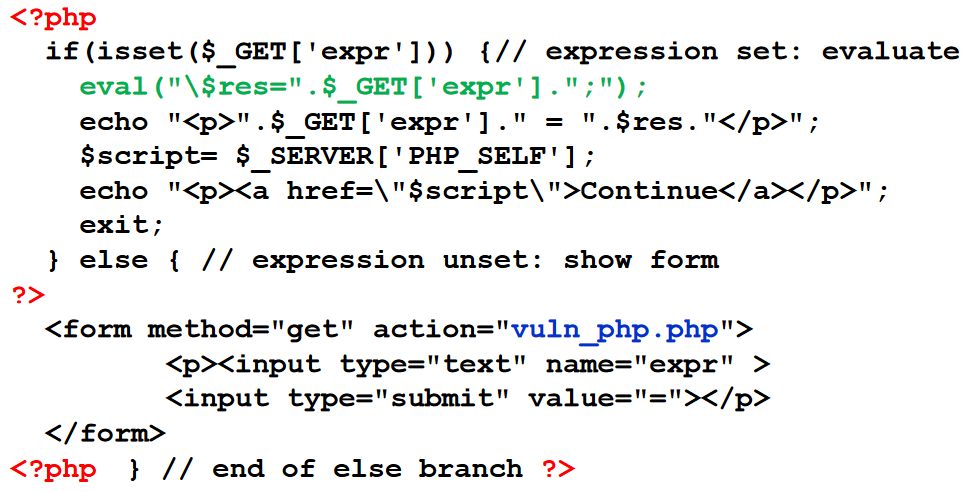 <?php
if(isset($_GET['expr'])) {// expression set: evaluate
eval("\$res=".$_GET['expr'].";");
echo "<p>".$_GET['expr']." = ".$res."</p>";
$script= $_SERVER['PHP_SELF'];
echo "<p><a href=\"$script\">Continue</a></p>";
exit;
} else { // expression unset: show form
?>
<form method="get" action="vuln_php.php">
<p><input type="text" name="expr" >
<input type="submit" value="="></p>
</form>
<?php } // end of else branch ?>